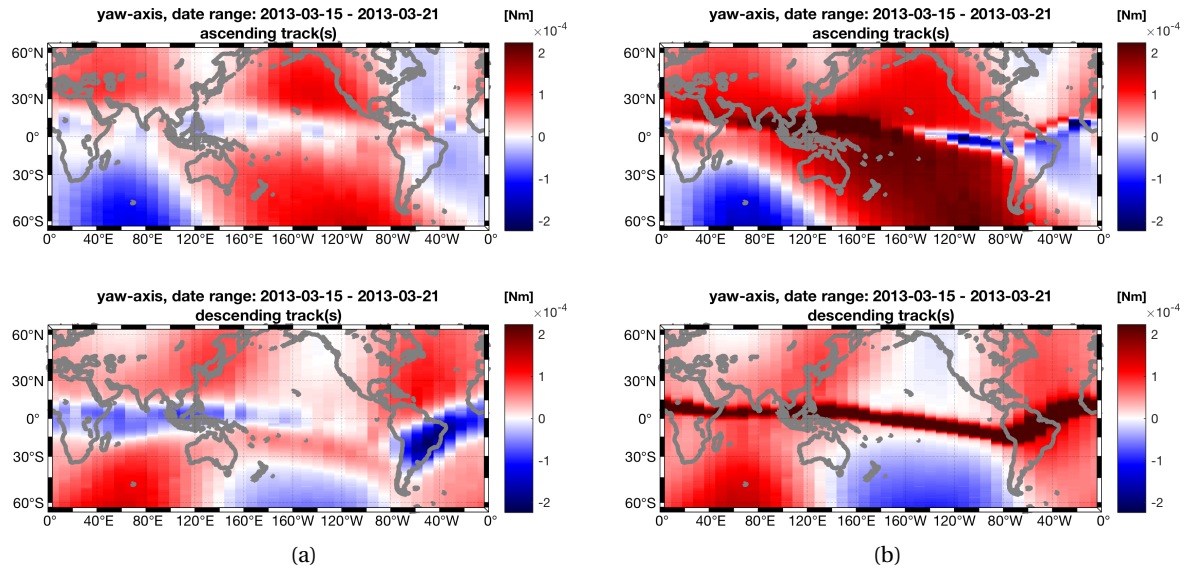 yaw-axis, date range: 2013-03-15 - 2013-03-21
ascending track(s)
[Nm]
×10⁻⁴
60°N
30°N
0°
30°S
60°S
0°E 40°E 80°E 120°E 160°E 160°W 120°W 80°W 40°W 0°
2
1
0
-1
-2
yaw-axis, date range: 2013-03-15 - 2013-03-21
ascending track(s)
[Nm]
×10⁻⁴
60°N
30°N
0°
30°S
60°S
0°E 40°E 80°E 120°E 160°E 160°W 120°W 80°W 40°W 0°
2
1
0
-1
-2
yaw-axis, date range: 2013-03-15 - 2013-03-21
descending track(s)
[Nm]
×10⁻⁴
60°N
30°N
0°
30°S
60°S
0°E 40°E 80°E 120°E 160°E 160°W 120°W 80°W 40°W 0°
2
1
0
-1
-2
yaw-axis, date range: 2013-03-15 - 2013-03-21
descending track(s)
[Nm]
×10⁻⁴
60°N
30°N
0°
30°S
60°S
0°E 40°E 80°E 120°E 160°E 160°W 120°W 80°W 40°W 0°
2
1
0
-1
-2
(a)
(b)